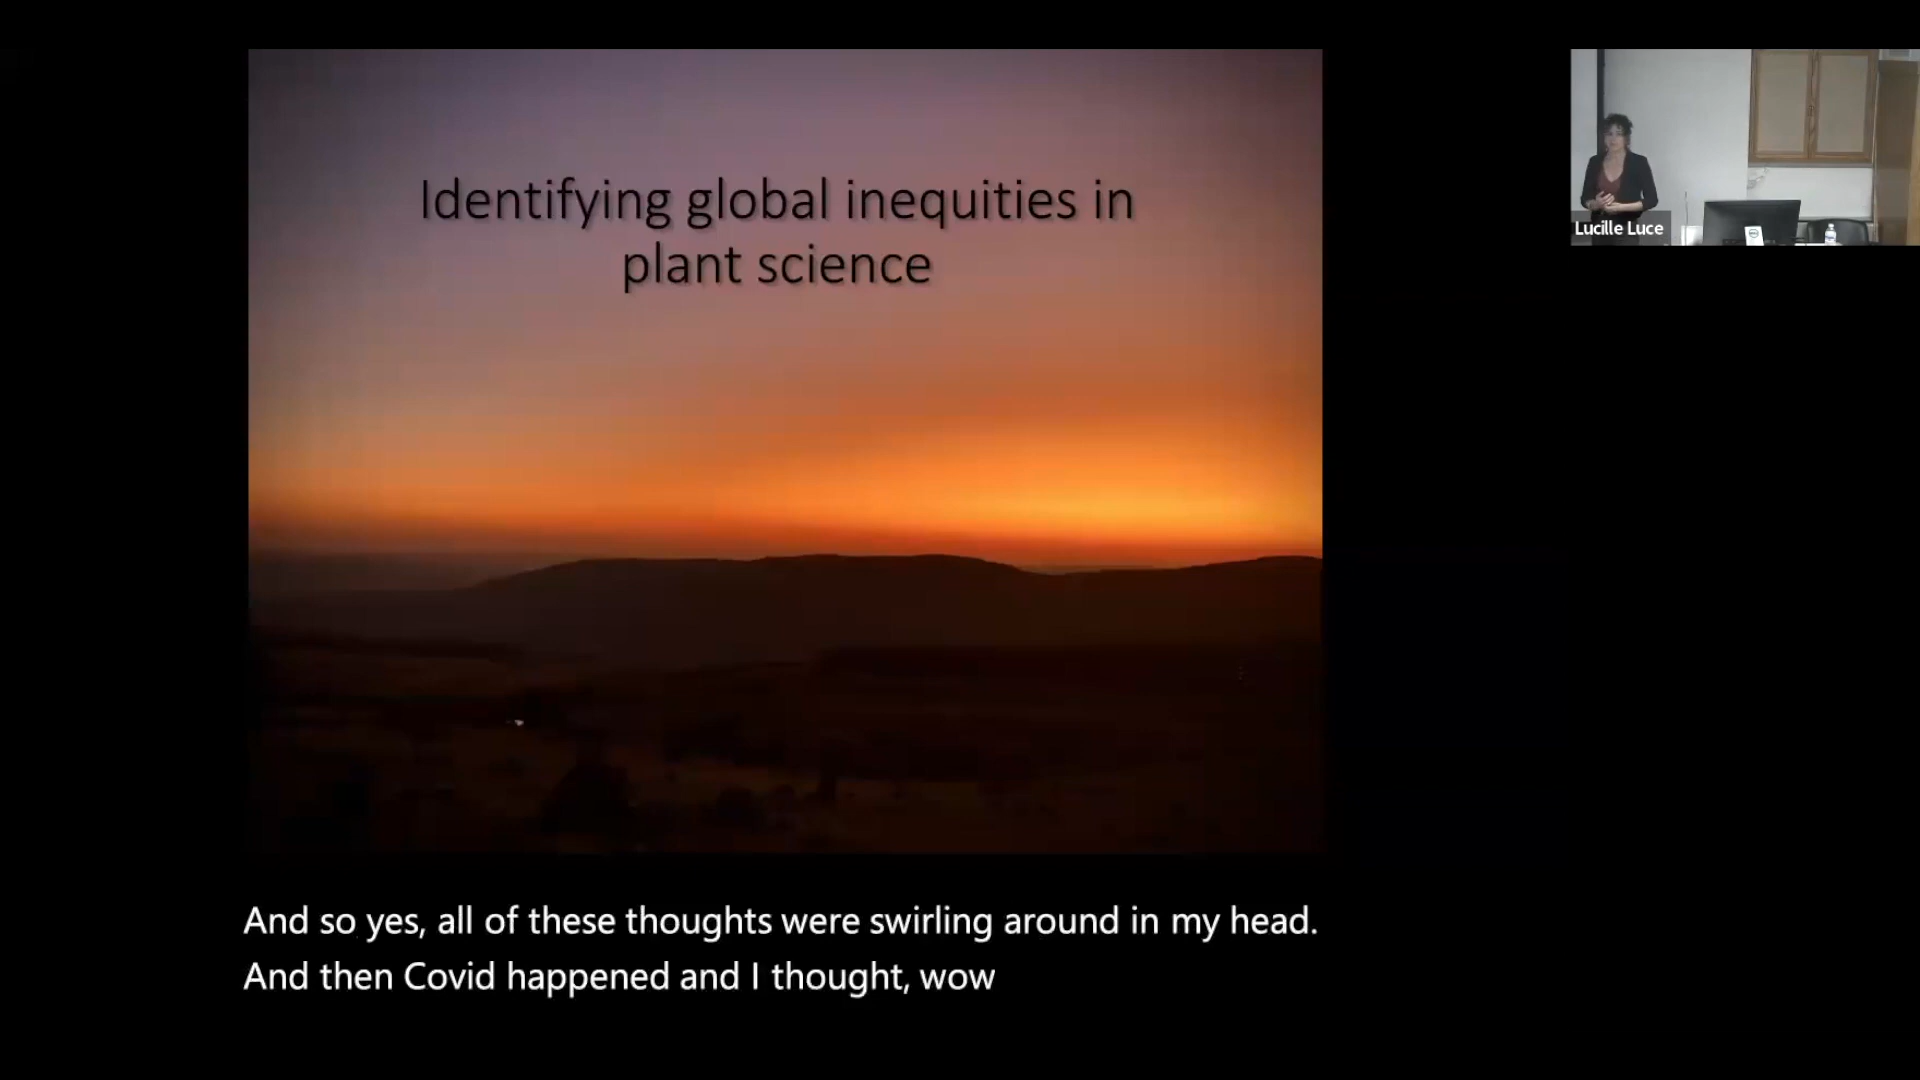 Identifying global inequities in
plant science
Lucille Luce
And so yes, all of these thoughts were swirling around in my head.
And then Covid happened and I thought, wow